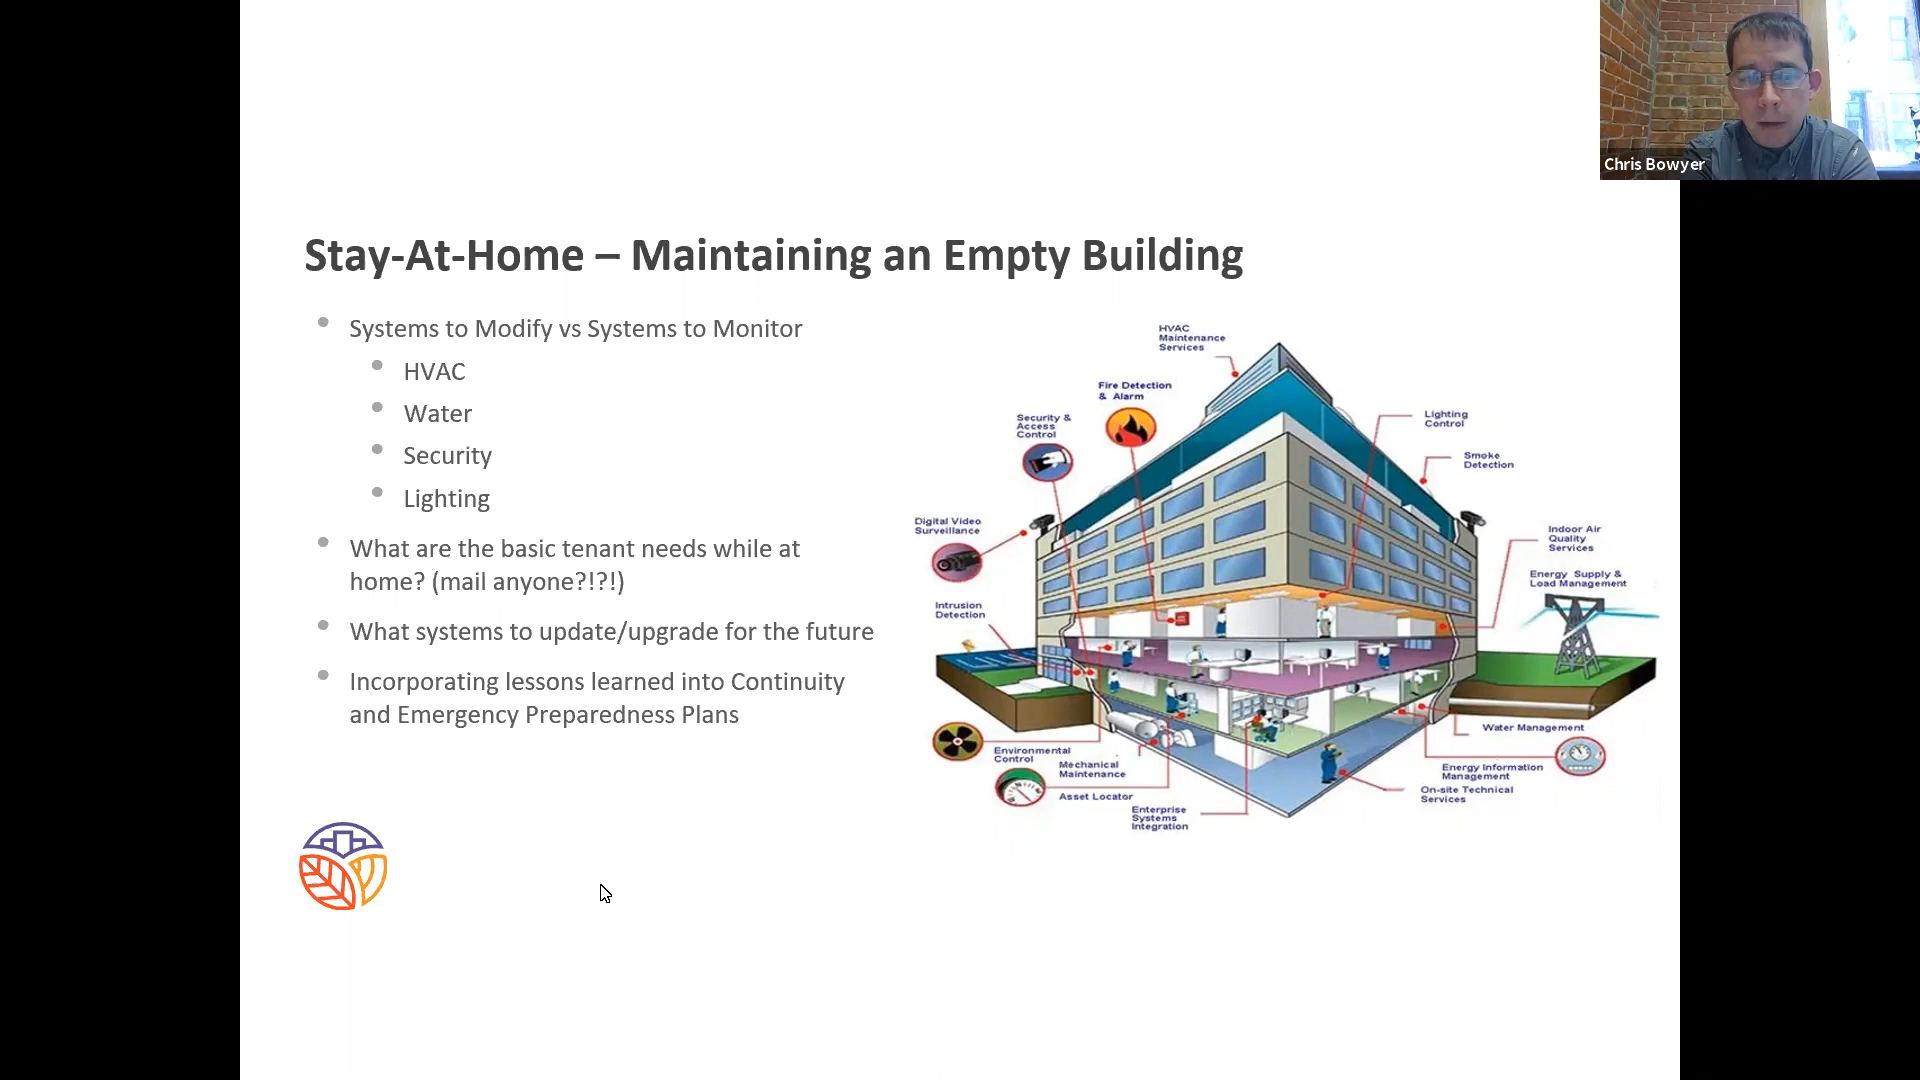 Chris Bowyer
Stay-At-Home – Maintaining an Empty Building
Systems to Modify vs Systems to Monitor
HVAC
Water
Security
Lighting
What are the basic tenant needs while at
home? (mail anyone?!?!)
What systems to update/upgrade for the future
Incorporating lessons learned into Continuity
and Emergency Preparedness Plans
HVAC
Maintenance
Services
Fire Detection
& Alarm
Security &
Access
Control
Lighting
Control
Smoke
Detection
Digital Video
Surveillance
Indoor Air
Quality
Services
Energy Supply &
Load Management
Intrusion
Detection
Water Management
Environmental
Control
Mechanical
Maintenance
Energy Information
Management
Asset Locator
On-site Technical
Services
Enterprise
Systems
Integration